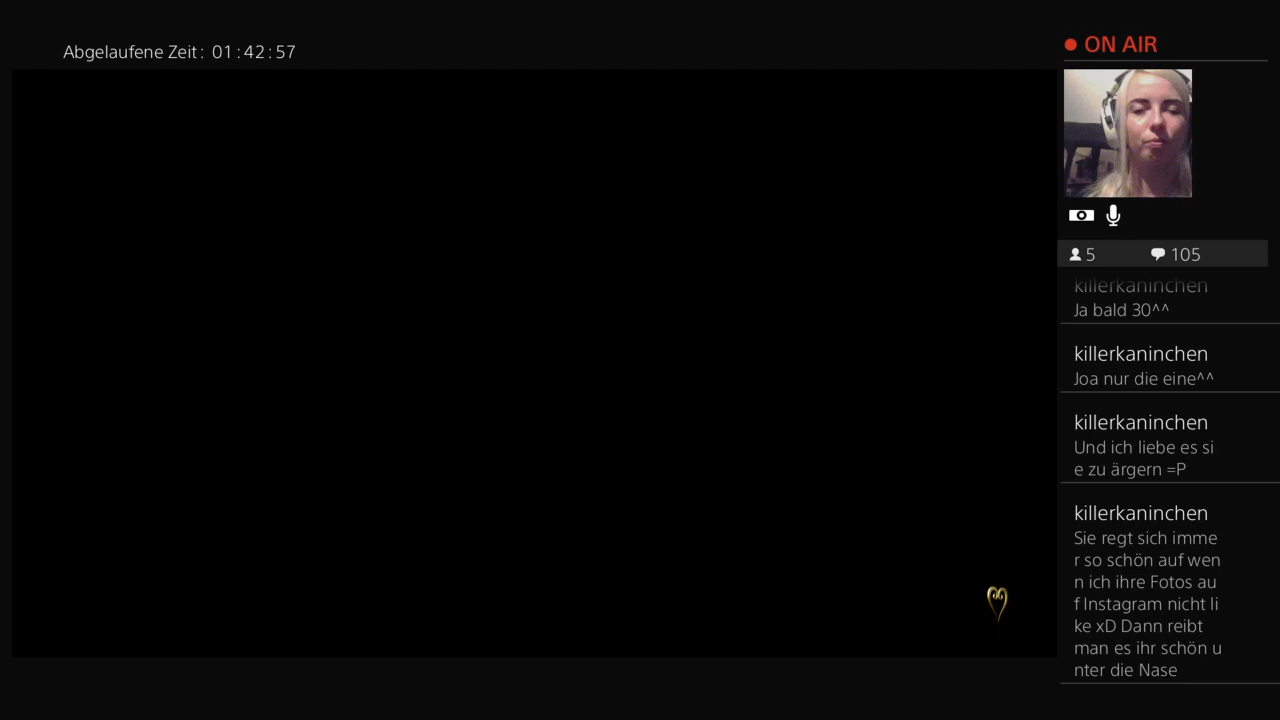 Abgelaufene Zeit: 01:42:57
ON AIR
5 105
killerkaninchen
Ja bald 30^^
killerkaninchen
Joa nur die eine^^
killerkaninchen
Und ich liebe es si
e zu ärgern =P
killerkaninchen
Sie regt sich imme
r so schön auf wen
n ich ihre Fotos au
f Instagram nicht li
ke xD Dann reibt
man es ihr schön u
nter die Nase